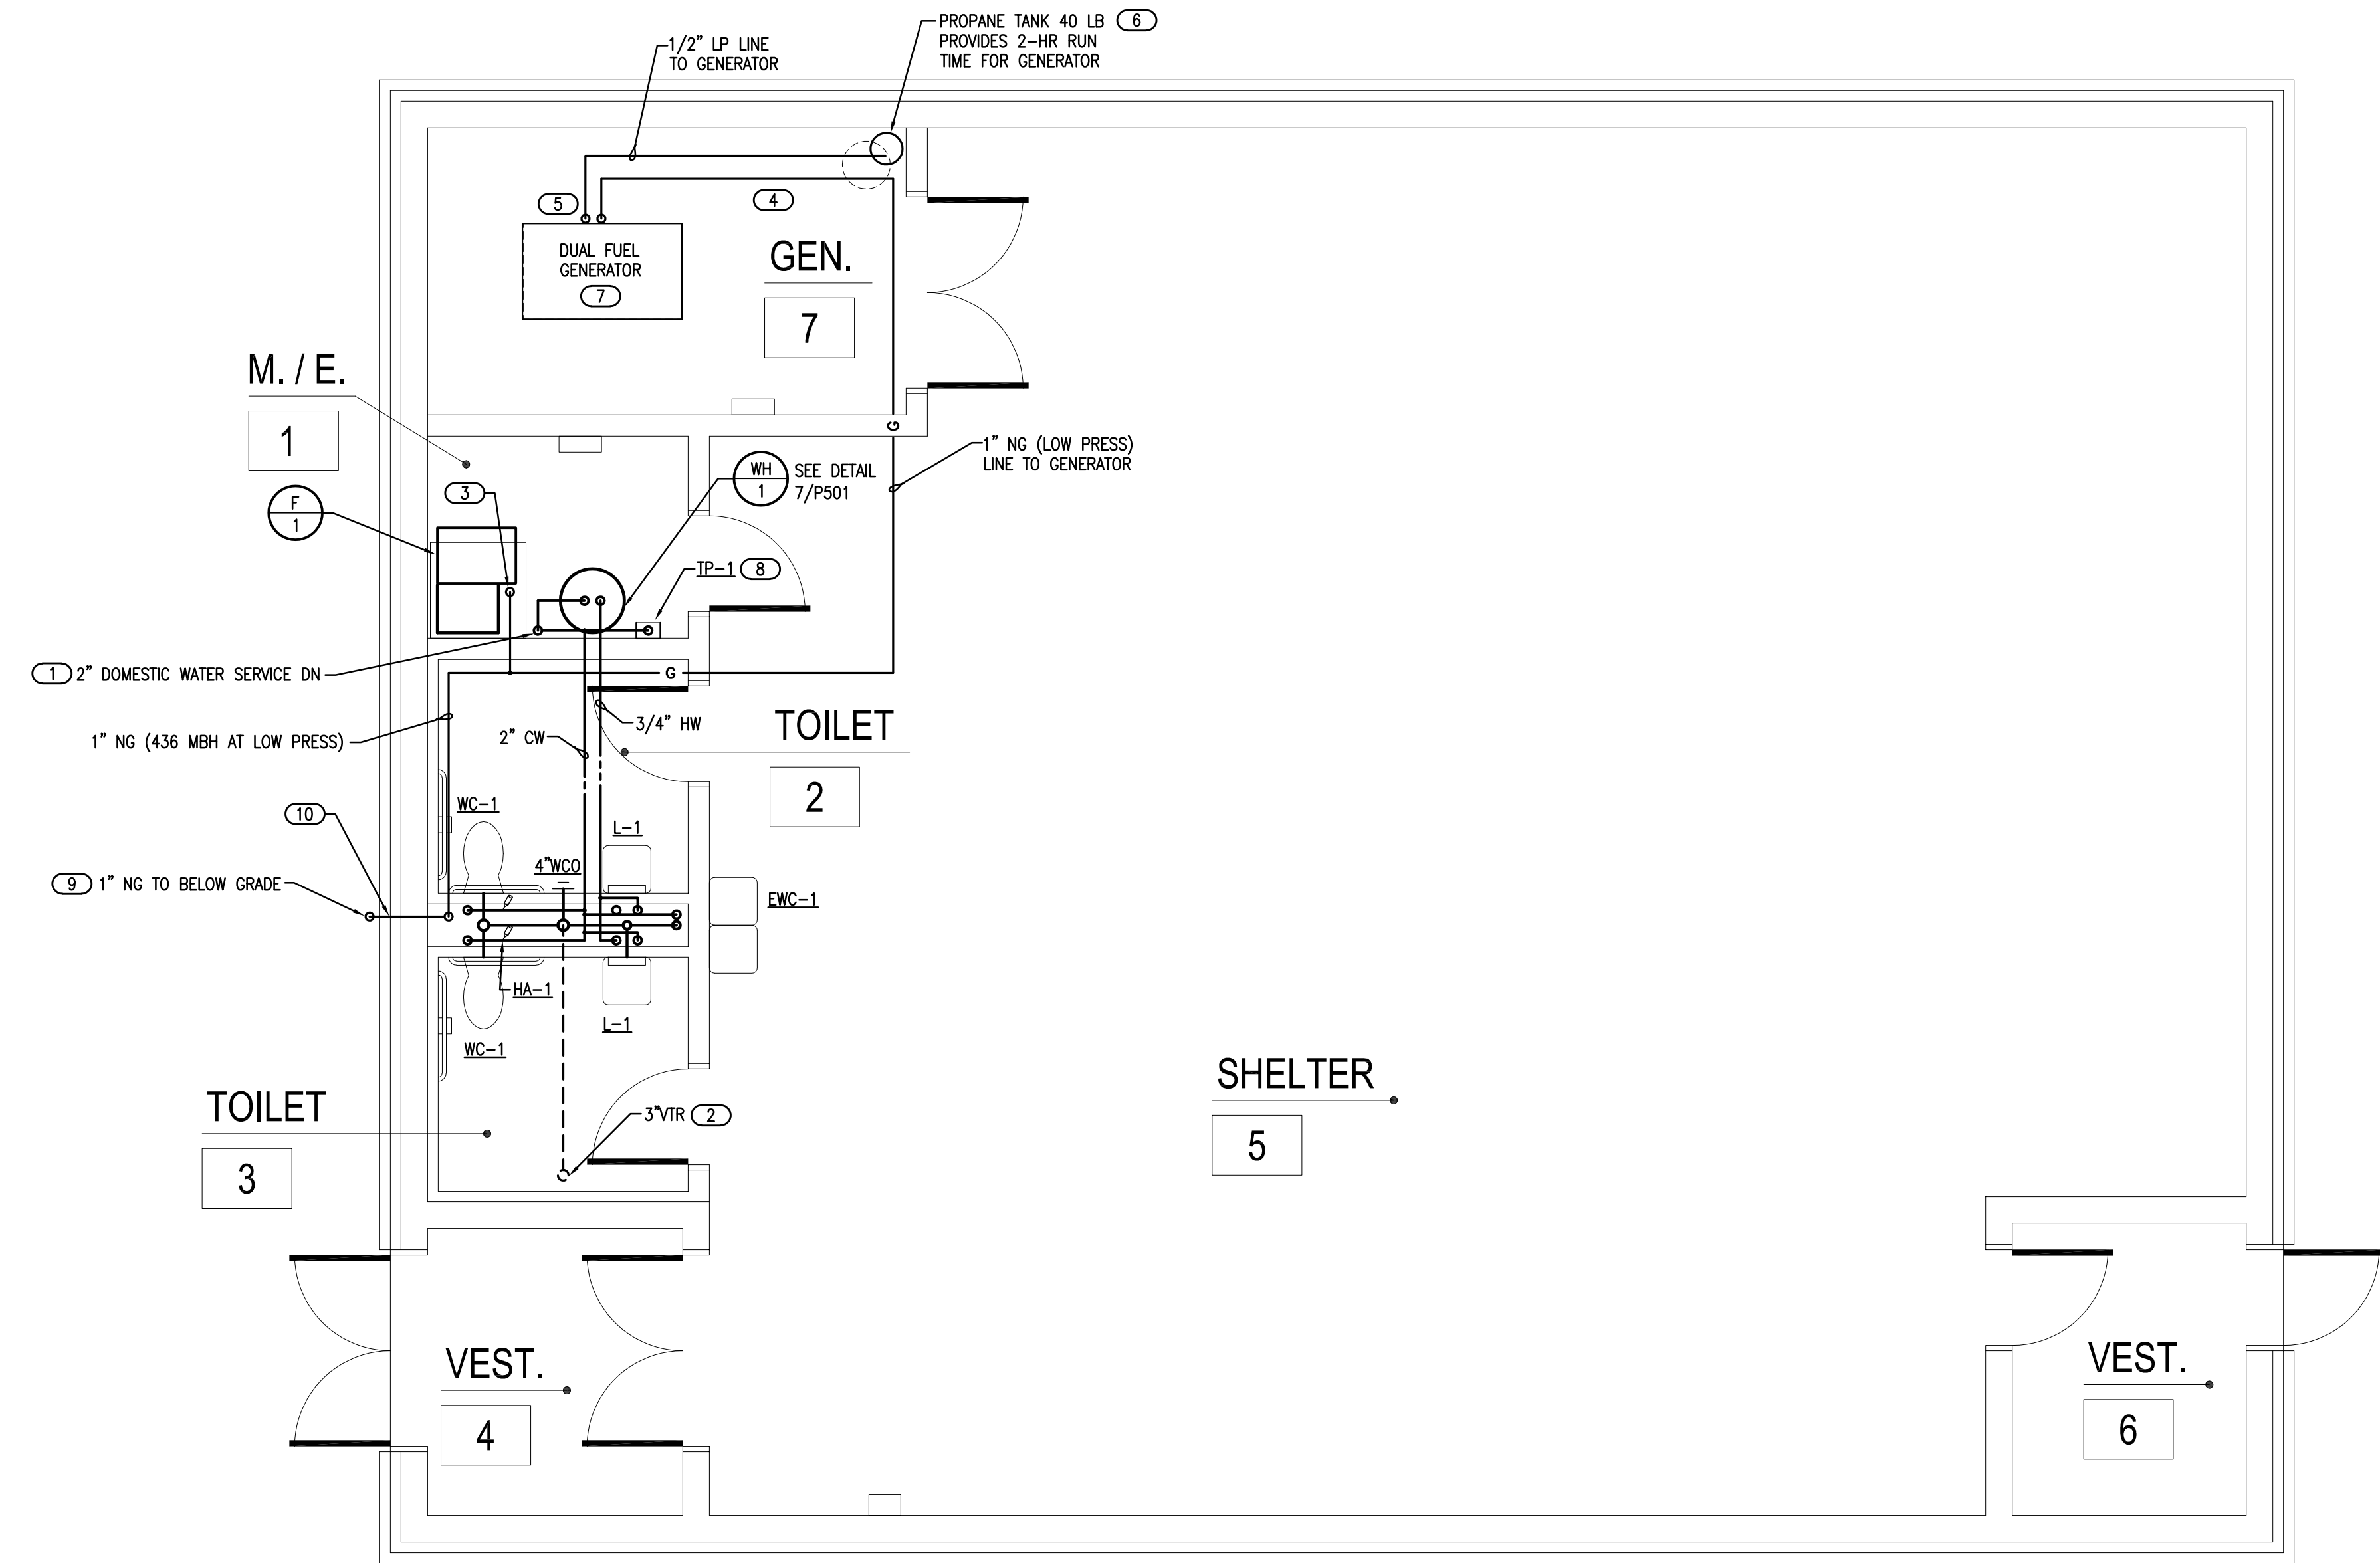 PROPANE TANK 40 LB 6
PROVIDES 2-HR RUN
TIME FOR GENERATOR
1/2" LP LINE
TO GENERATOR
5
4
DUAL FUEL
GENERATOR
7
GEN.
7
M. / E.
1
G
1" NG (LOW PRESS)
LINE TO GENERATOR
WH
1
SEE DETAIL
7/P501
3
F
1
TP-1 8
1 2" DOMESTIC WATER SERVICE DN
G
3/4" HW
2" CW
1" NG (436 MBH AT LOW PRESS)
TOILET
2
WC-1
10
L-1
4"WCO
9 1" NG TO BELOW GRADE
EWC-1
HA-1
L-1
WC-1
TOILET
3
3"VTR 2
SHELTER
5
VEST.
4
VEST.
6